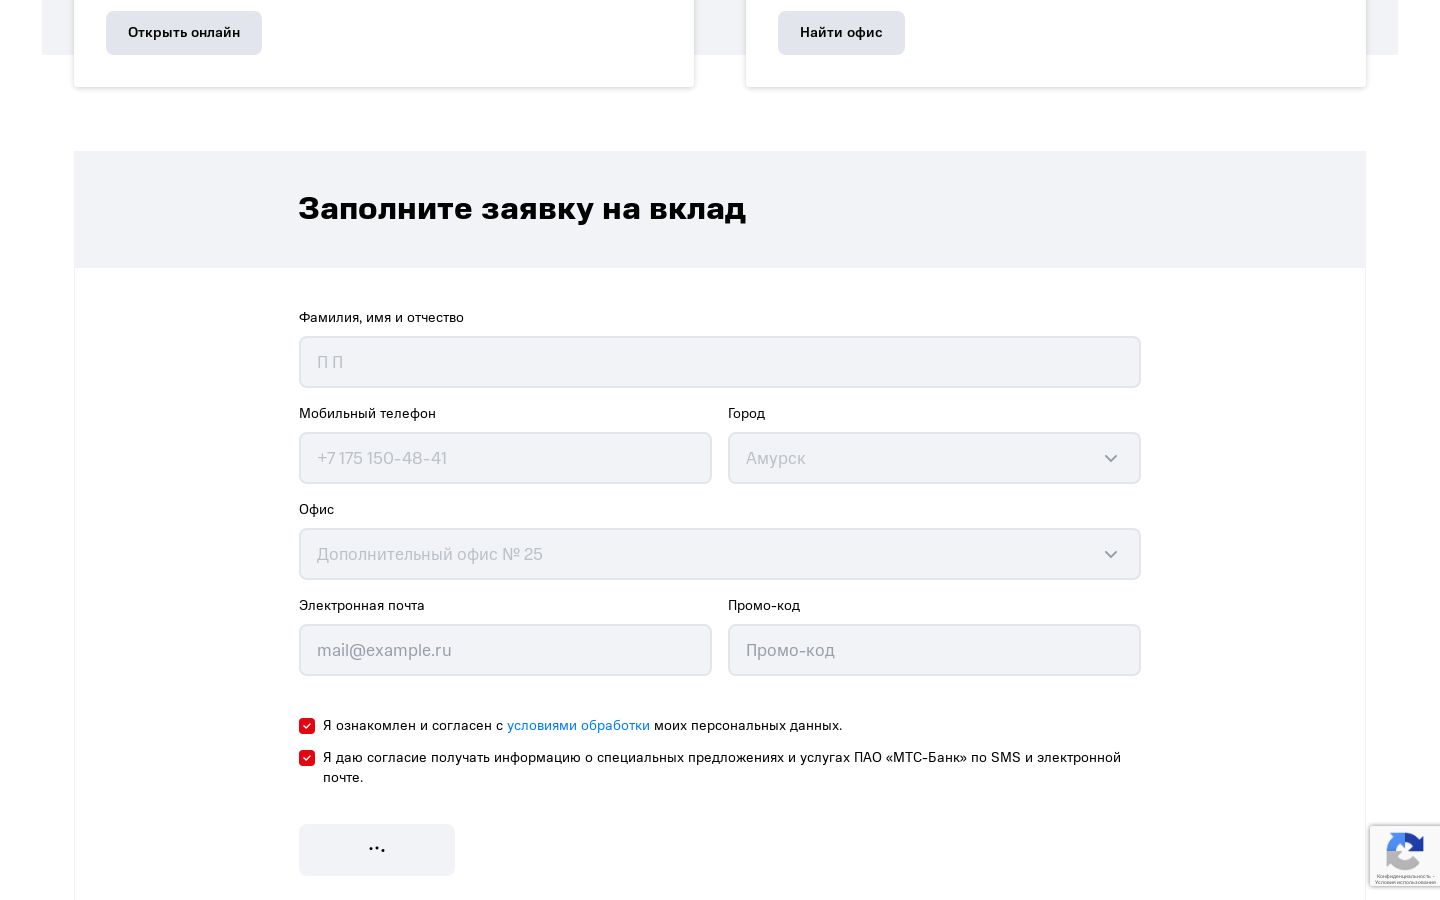 Открыть онлайн
Найти офис
Заполните заявку на вклад
Фамилия, имя и отчество
П П
Мобильный телефон
Город
+7 175 150-48-41
Амурск
Офис
Дополнительный офис № 25
Электронная почта
Промо-код
mail@example.ru
Промо-код
Я ознакомлен и согласен с условиями обработки моих персональных данных.
Я даю согласие получать информацию о специальных предложениях и услугах ПАО «МТС-Банк» по SMS и электронной
почте.
Конфиденциальность -
Условия использования